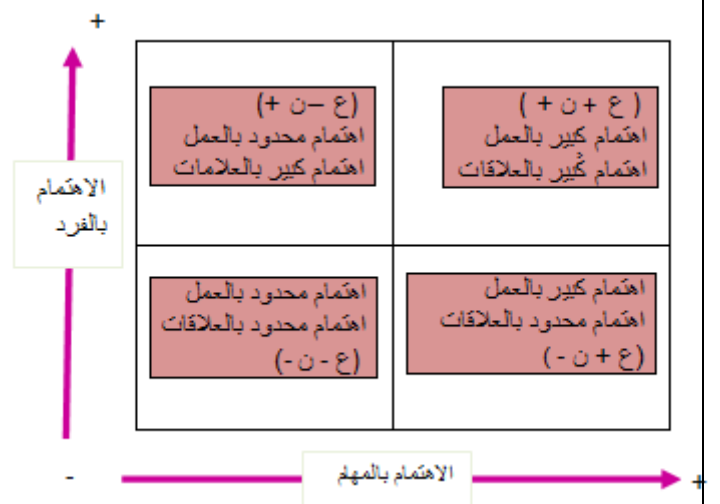 +
(ع + ن + )
اهتمام كبير بالعمل
اهتمام كُبير بالعلاقات
(ع –ن +)
اهتمام محدود بالعمل
اهتمام كبير بالعلامات
الاهتمام
بالفرد
اهتمام كبير بالعمل
اهتمام محدود بالعلاقات
(ع + ن - )
اهتمام محدود بالعمل
اهتمام محدود بالعلاقات
(ع - ن -)
-
الاهتمام بالمهام
+